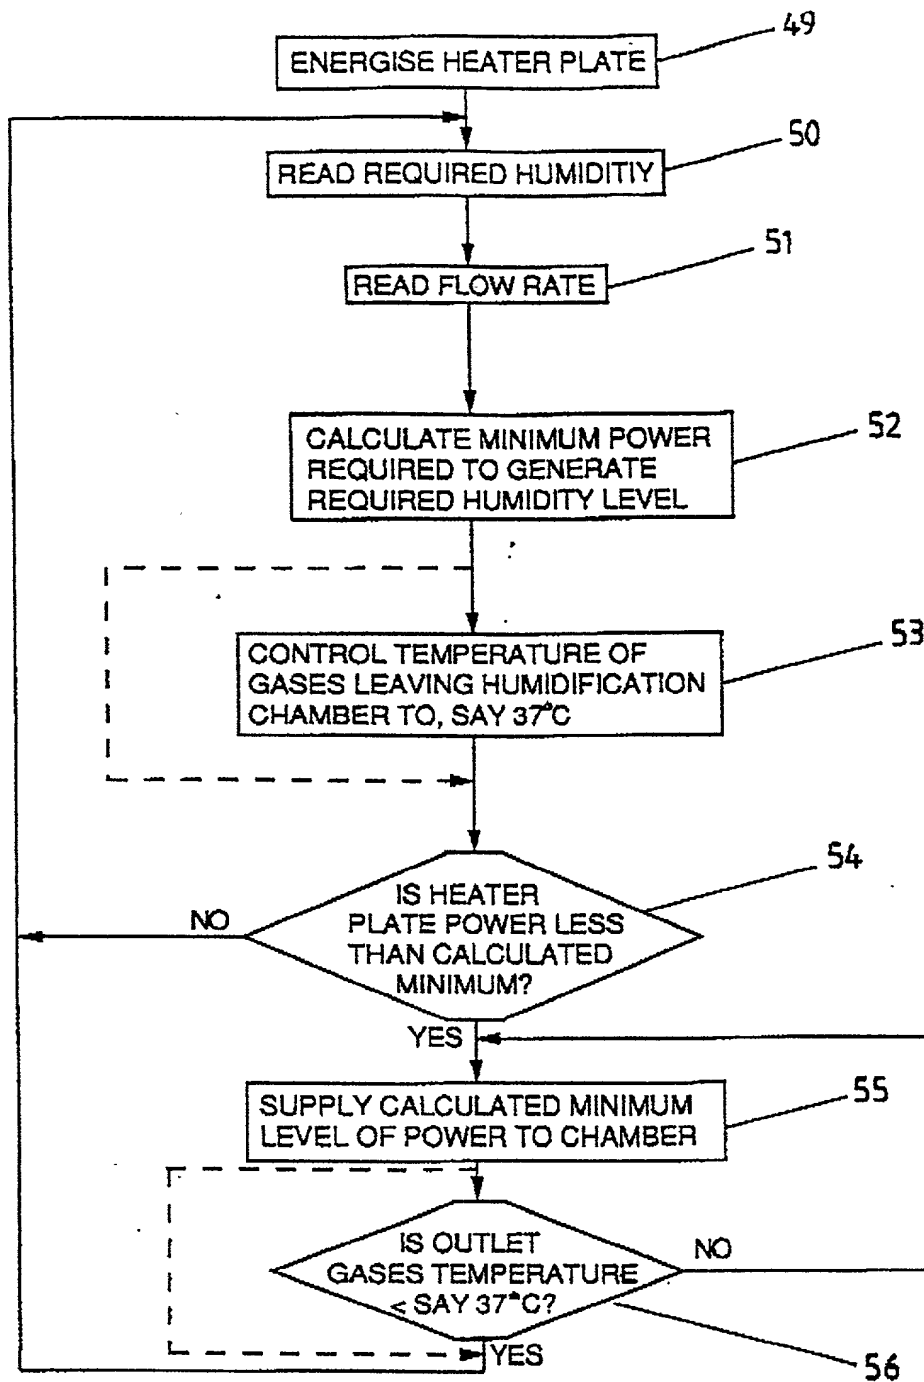 49
ENERGISE HEATER PLATE
50
READ REQUIRED HUMIDITIY
51
READ FLOW RATE
52
CALCULATE MINIMUM POWER
REQUIRED TO GENERATE
REQUIRED HUMIDITY LEVEL
53
CONTROL TEMPERATURE OF
GASES LEAVING HUMIDIFICATION
CHAMBER TO, SAY 37°C
54
IS HEATER
PLATE POWER LESS
THAN CALCULATED
MINIMUM?
NO
YES
55
SUPPLY CALCULATED MINIMUM
LEVEL OF POWER TO CHAMBER
IS OUTLET
GASES TEMPERATURE
< SAY 37°C?
NO
YES
56